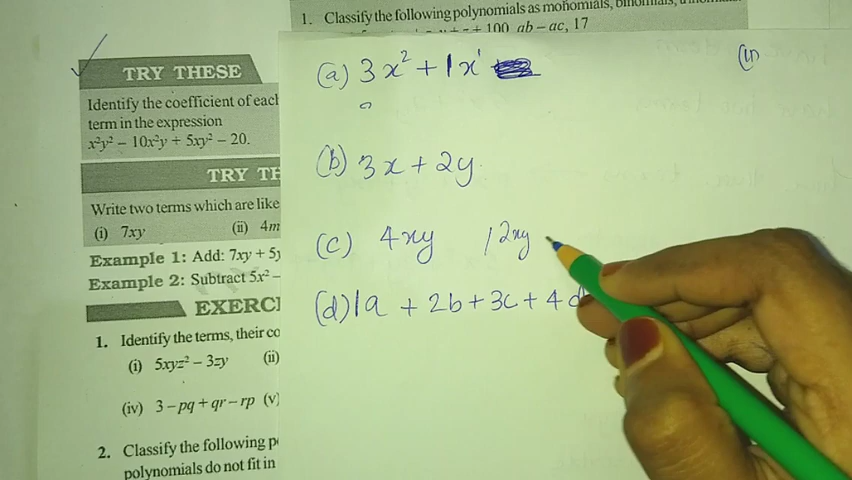 1. Classify the following polynomials as monomials, binomials,
100, ab – ac, 17
TRY THESE
Identify the coefficient of each
term in the expression
x²y² – 10x²y + 5xy² – 20.
TRY TH
Write two terms which are like
(i) 7xy (ii) 4m
Example 1: Add: 7xy + 5y
Example 2: Subtract 5x² –
EXERCI
1. Identify the terms, their co
(i) 5xyz² – 3zy (ii)
(iv) 3 – pq + qr – rp (v)
2. Classify the following p
polynomials do not fit in
(a) 3x² + 1x¹
(b) 3x + 2y
(c) 4xy 12xy
(d) 1a + 2b + 3c + 4d